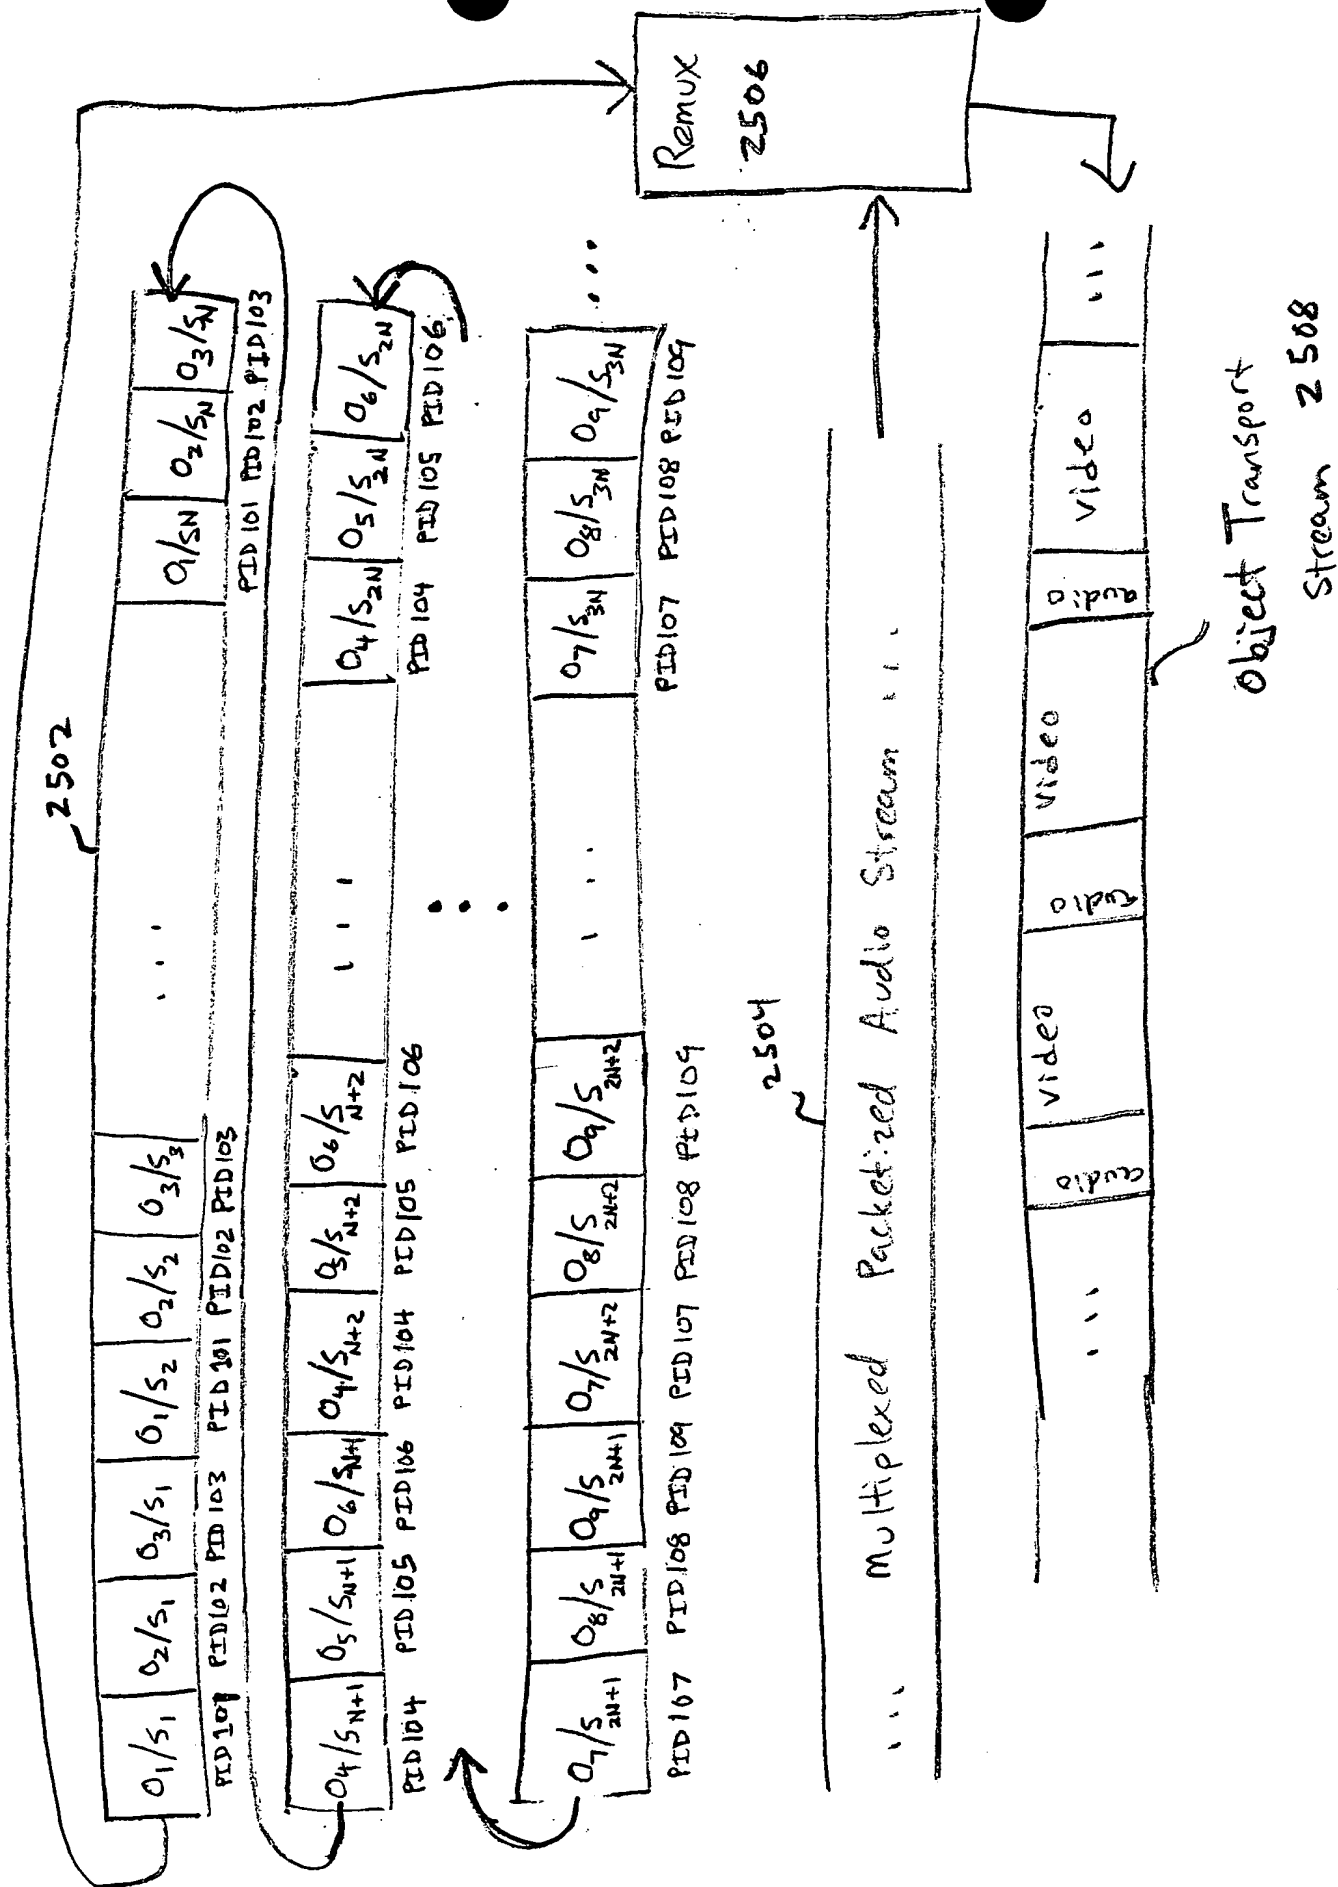 2502
O₁/S₁ O₂/S₁ O₃/S₁ O₁/S₂ O₂/S₂ O₃/S₃ ... O₁/SN O₂/SN O₃/SN
PID101 PID102 PID103 PID101 PID102 PID103 PID101 PID102 PID103
O₄/SN+1 O₅/SN+1 O₆/SN+1 O₄/SN+2 O₅/SN+2 O₆/SN+2 ... O₄/S2N O₅/S2N O₆/S2N
PID104 PID105 PID106 PID104 PID105 PID106 PID104 PID105 PID106
...
O₇/S2N+1 O₈/S2N+1 O₉/S2N+1 O₇/S2N+2 O₈/S2N+2 O₉/S2N+2 ... O₇/S3N O₈/S3N O₉/S3N ...
PID107 PID108 PID109 PID107 PID108 PID109 PID107 PID108 PID109
Remux
2506
2504
... Multiplexed Packetized Audio Stream ...
... audio video audio video audio video ...
Object Transport
Stream 2508